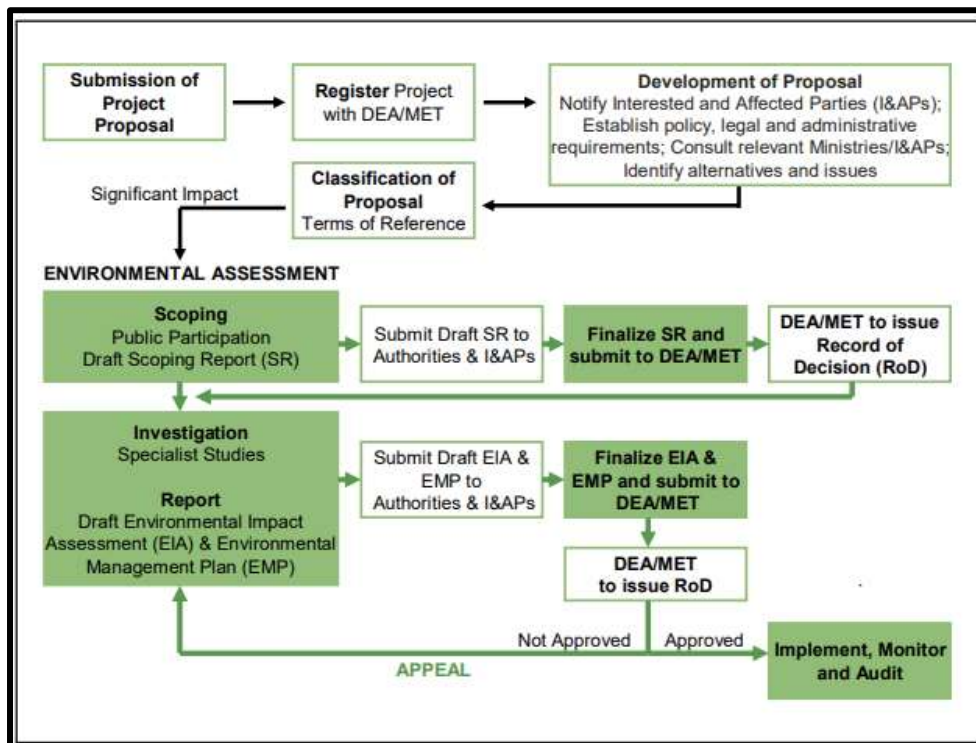 Submission of
Project
Proposal
Register Project
with DEA/MET
Development of Proposal
Notify Interested and Affected Parties (I&APs);
Establish policy, legal and administrative
requirements; Consult relevant Ministries/I&APs;
Identify alternatives and issues
Significant Impact
Classification of
Proposal
Terms of Reference
ENVIRONMENTAL ASSESSMENT
Scoping
Public Participation
Draft Scoping Report (SR)
Submit Draft SR to
Authorities & I&APs
Finalize SR and
submit to DEA/MET
DEA/MET to issue
Record of
Decision (RoD)
Investigation
Specialist Studies
Report
Draft Environmental Impact
Assessment (EIA) & Environmental
Management Plan (EMP)
Submit Draft EIA &
EMP to
Authorities & I&APs
Finalize EIA &
EMP and submit to
DEA/MET
DEA/MET
to issue RoD
Not Approved
Approved
APPEAL
Implement, Monitor
and Audit